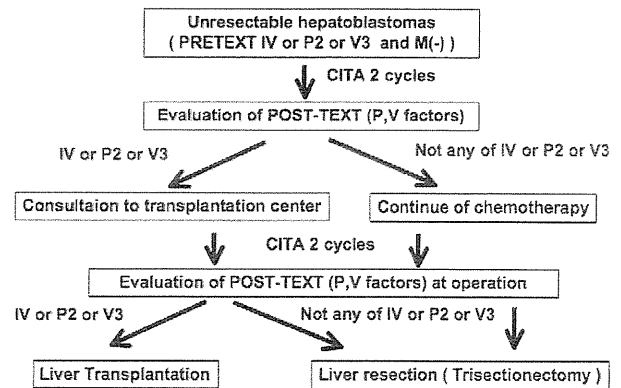 Unresectable hepatoblastomas
( PRETEXT IV or P2 or V3 and M(-) )
CITA 2 cycles
Evaluation of POST-TEXT (P,V factors)
IV or P2 or V3
Not any of IV or P2 or V3
Consultaion to transplantation center
Continue of chemotherapy
CITA 2 cycles
Evaluation of POST-TEXT (P,V factors) at operation
IV or P2 or V3
Not any of IV or P2 or V3
Liver Transplantation
Liver resection ( Trisectionectomy )